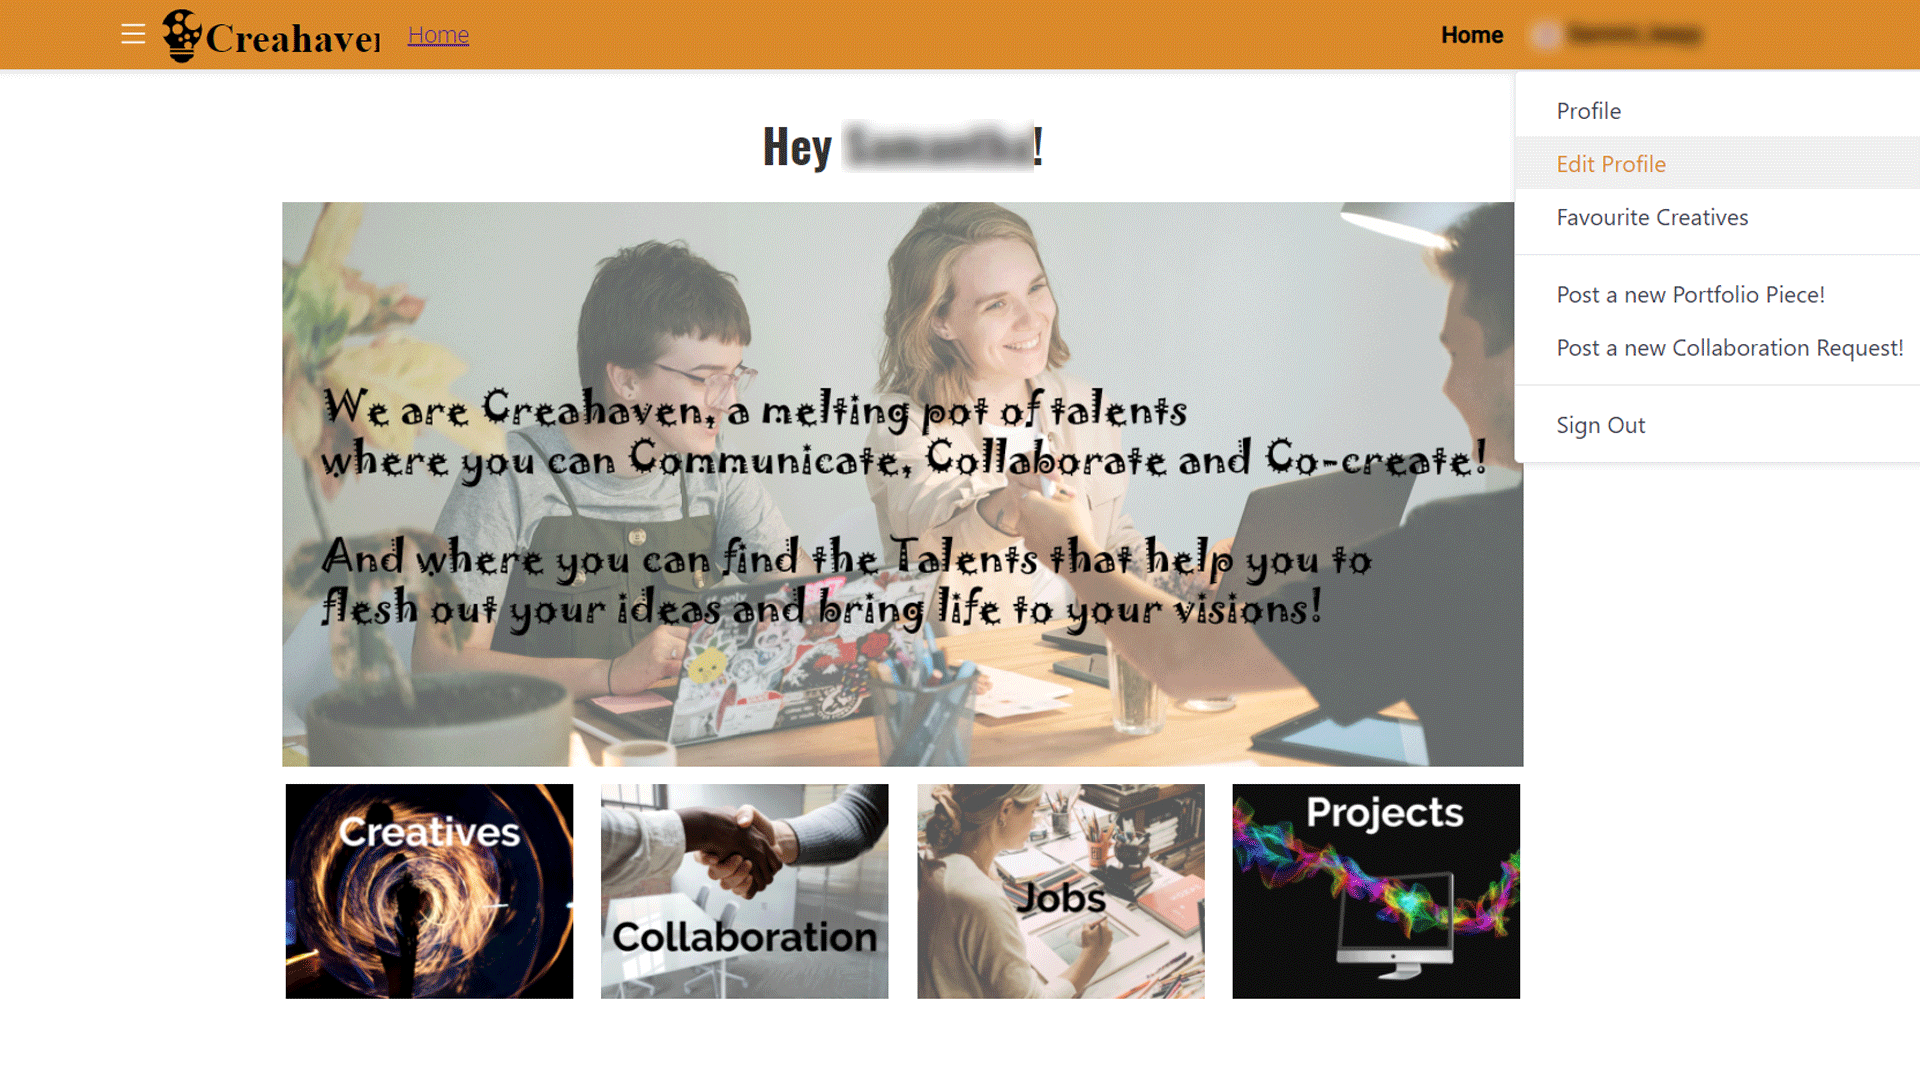 Creahaven
Home
Home
Profile
Edit Profile
Favourite Creatives
Post a new Portfolio Piece!
Post a new Collaboration Request!
Sign Out
Hey !
We are Creahaven, a melting pot of talents
where you can Communicate, Collaborate and Co-create!
And where you can find the Talents that help you to
flesh out your ideas and bring life to your visions!
Creatives
Collaboration
Jobs
Projects